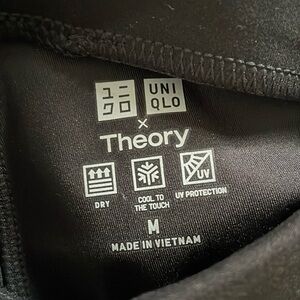 ユニ UNI
クロ QLO
×
Theory
UV
DRY COOL TO THE TOUCH UV PROTECTION
M
MADE IN VIETNAM